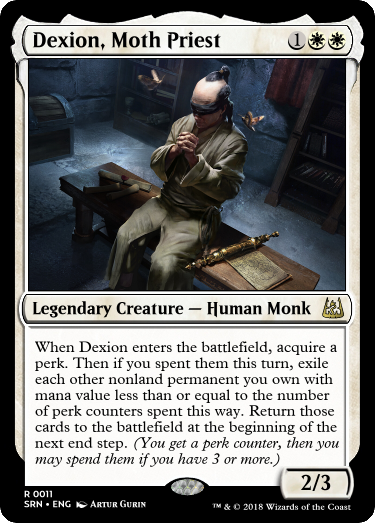 Dexion, Moth Priest 1
Legendary Creature — Human Monk
When Dexion enters the battlefield, acquire a
perk. Then if you spent them this turn, exile
each other nonland permanent you own with
mana value less than or equal to the number
of perk counters spent this way. Return those
cards to the battlefield at the beginning of the
next end step. (You get a perk counter, then you
may spend them if you have 3 or more.)
2/3
R 0011
SRN • ENG Artur Gurin
™ & © 2018 Wizards of the Coast